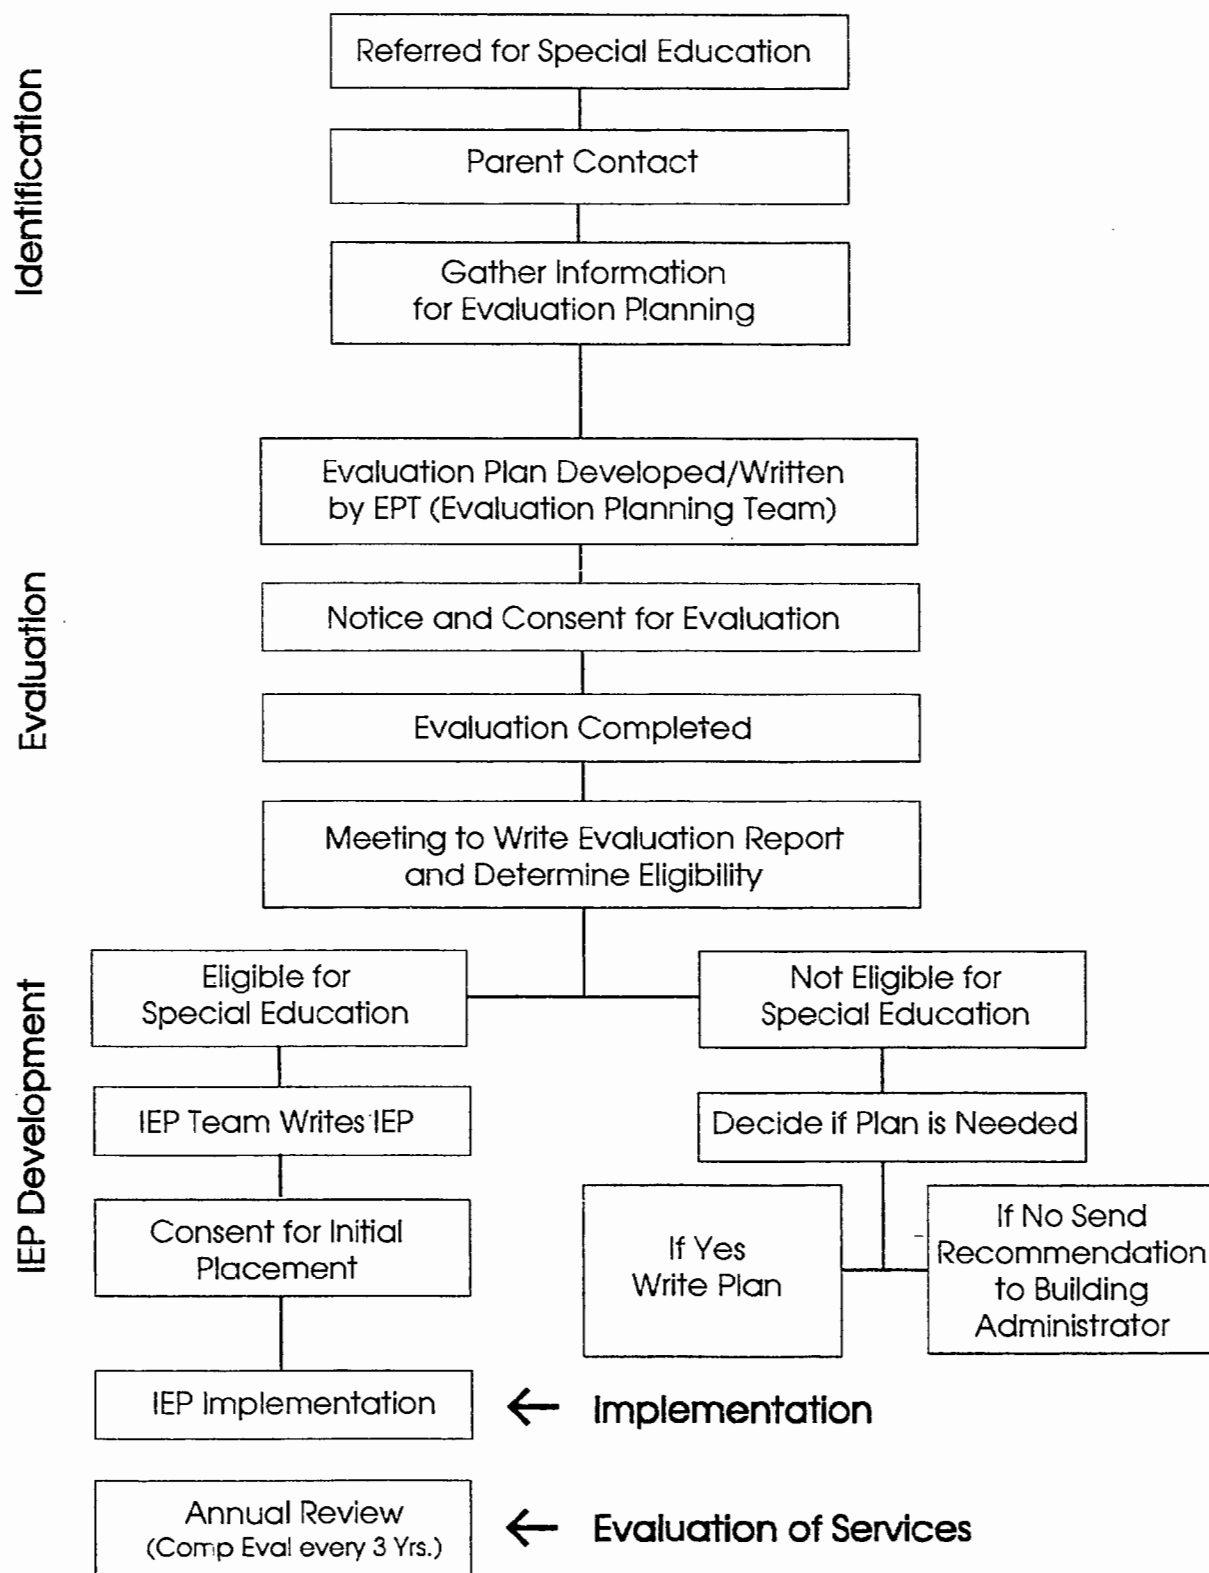 Identification
Referred for Special Education
Parent Contact
Gather Information
for Evaluation Planning
Evaluation
Evaluation Plan Developed/Written
by EPT (Evaluation Planning Team)
Notice and Consent for Evaluation
Evaluation Completed
Meeting to Write Evaluation Report
and Determine Eligibility
IEP Development
Eligible for
Special Education
Not Eligible for
Special Education
IEP Team Writes IEP
Decide if Plan is Needed
Consent for Initial
Placement
If Yes
Write Plan
If No Send
Recommendation
to Building
Administrator
IEP Implementation
← Implementation
Annual Review
(Comp Eval every 3 Yrs.)
← Evaluation of Services